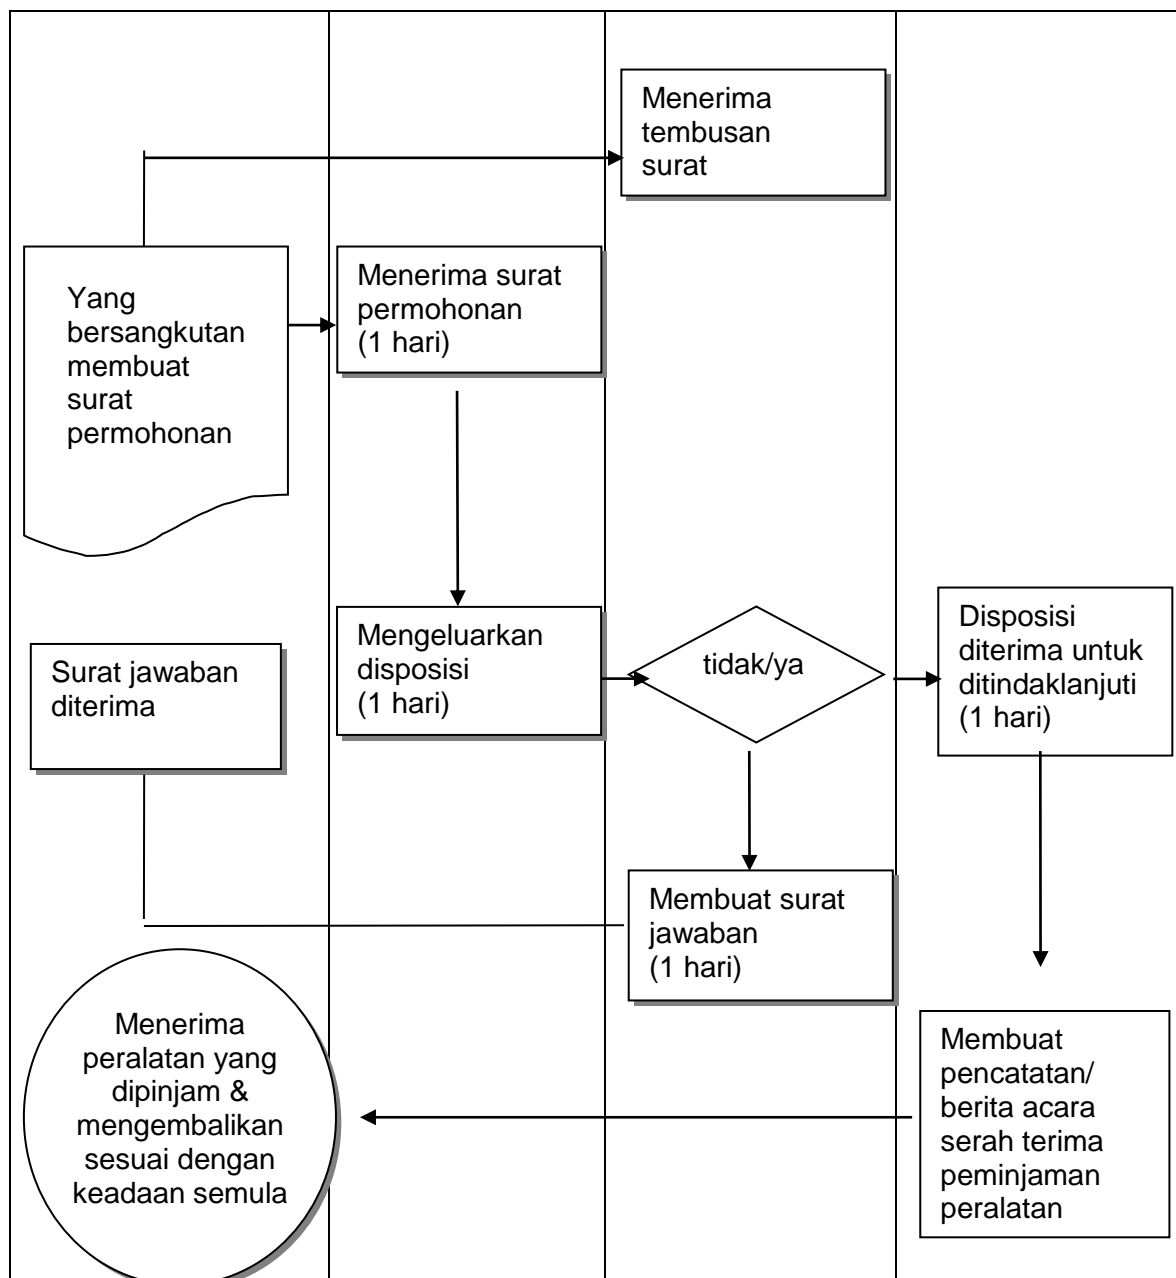 Menerima
tembusan
surat
Yang
bersangkutan
membuat
surat
permohonan
Menerima surat
permohonan
(1 hari)
Mengeluarkan
disposisi
(1 hari)
tidak/ya
Disposisi
diterima untuk
ditindaklanjuti
(1 hari)
Surat jawaban
diterima
Membuat surat
jawaban
(1 hari)
Menerima
peralatan yang
dipinjam &
mengembalikan
sesuai dengan
keadaan semula
Membuat
pencatatan/
berita acara
serah terima
peminjaman
peralatan